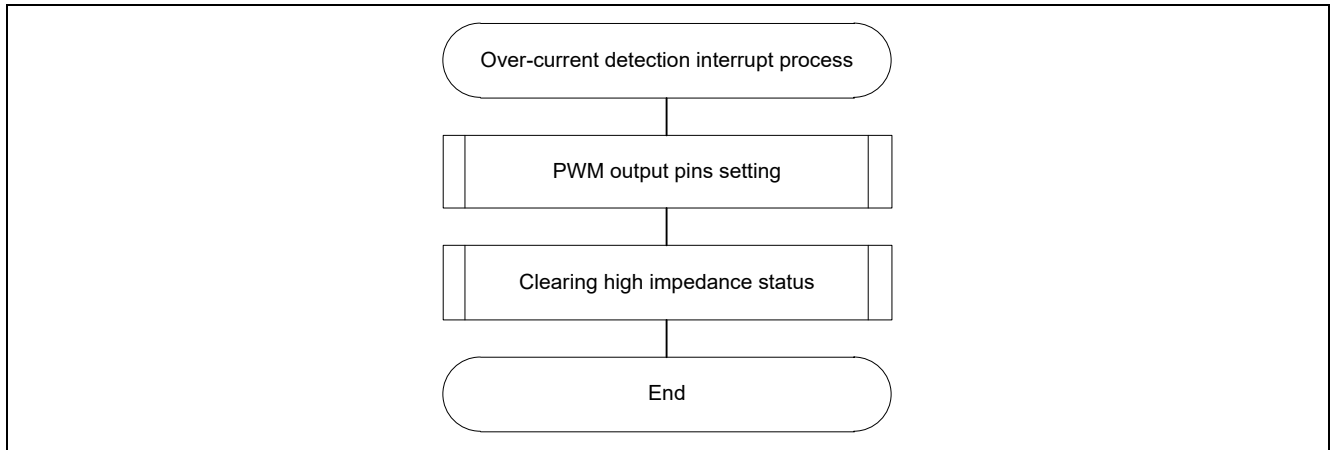 Over-current detection interrupt process
PWM output pins setting
Clearing high impedance status
End